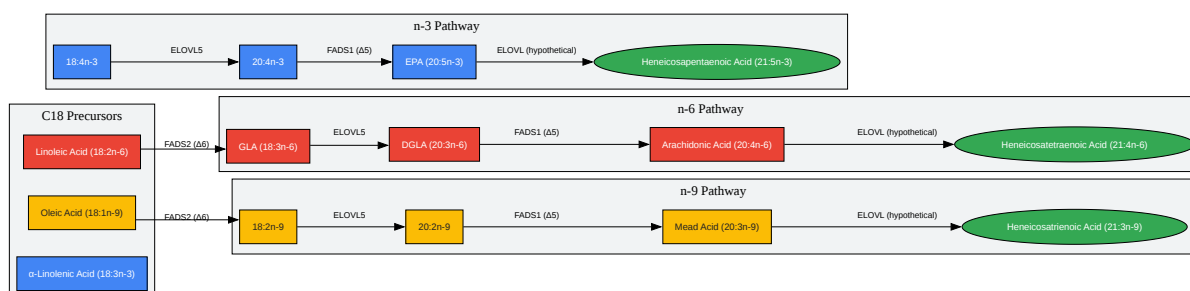 n-3 Pathway
18:4n-3
ELOVL5
20:4n-3
FADS1 (Δ5)
EPA (20:5n-3)
ELOVL (hypothetical)
Heneicosapentaenoic Acid (21:5n-3)
C18 Precursors
Linoleic Acid (18:2n-6)
Oleic Acid (18:1n-9)
α-Linolenic Acid (18:3n-3)
n-6 Pathway
FADS2 (Δ6)
GLA (18:3n-6)
ELOVL5
DGLA (20:3n-6)
FADS1 (Δ5)
Arachidonic Acid (20:4n-6)
ELOVL (hypothetical)
Heneicosatetraenoic Acid (21:4n-6)
n-9 Pathway
FADS2 (Δ6)
18:2n-9
ELOVL5
20:2n-9
FADS1 (Δ5)
Mead Acid (20:3n-9)
ELOVL (hypothetical)
Heneicosatrienoic Acid (21:3n-9)